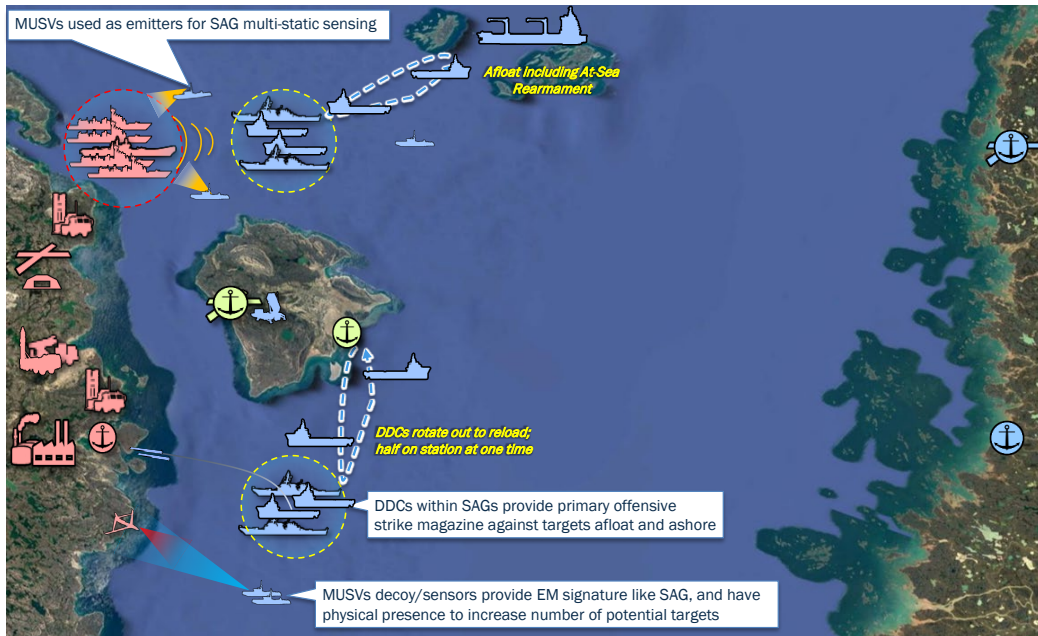 MUSVs used as emitters for SAG multi-static sensing
Afloat Including At-Sea
Rearmament
DDCs rotate out to reload;
half on station at one time
DDCs within SAGs provide primary offensive
strike magazine against targets afloat and ashore
MUSVs decoy/sensors provide EM signature like SAG, and have
physical presence to increase number of potential targets